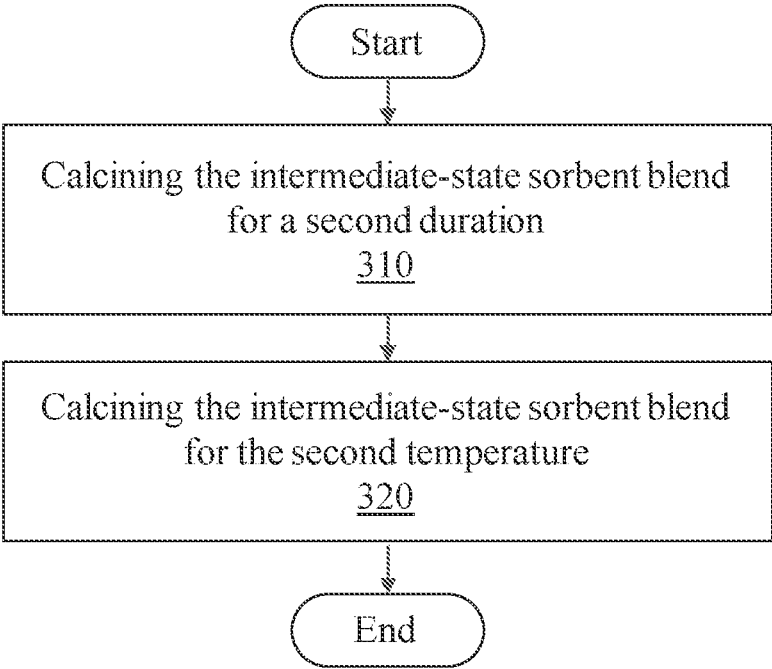 Start
Calcining the intermediate-state sorbent blend
for a second duration
310
Calcining the intermediate-state sorbent blend
for the second temperature
320
End